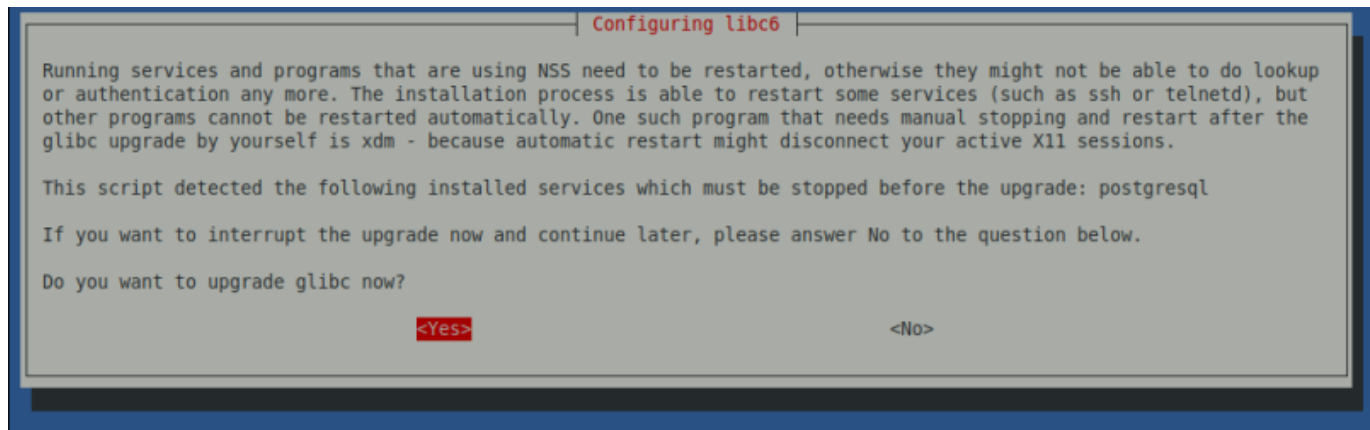 Configuring libc6
Running services and programs that are using NSS need to be restarted, otherwise they might not be able to do lookup
or authentication any more. The installation process is able to restart some services (such as ssh or telnetd), but
other programs cannot be restarted automatically. One such program that needs manual stopping and restart after the
glibc upgrade by yourself is xdm - because automatic restart might disconnect your active X11 sessions.
This script detected the following installed services which must be stopped before the upgrade: postgresql
If you want to interrupt the upgrade now and continue later, please answer No to the question below.
Do you want to upgrade glibc now?
<Yes> <No>